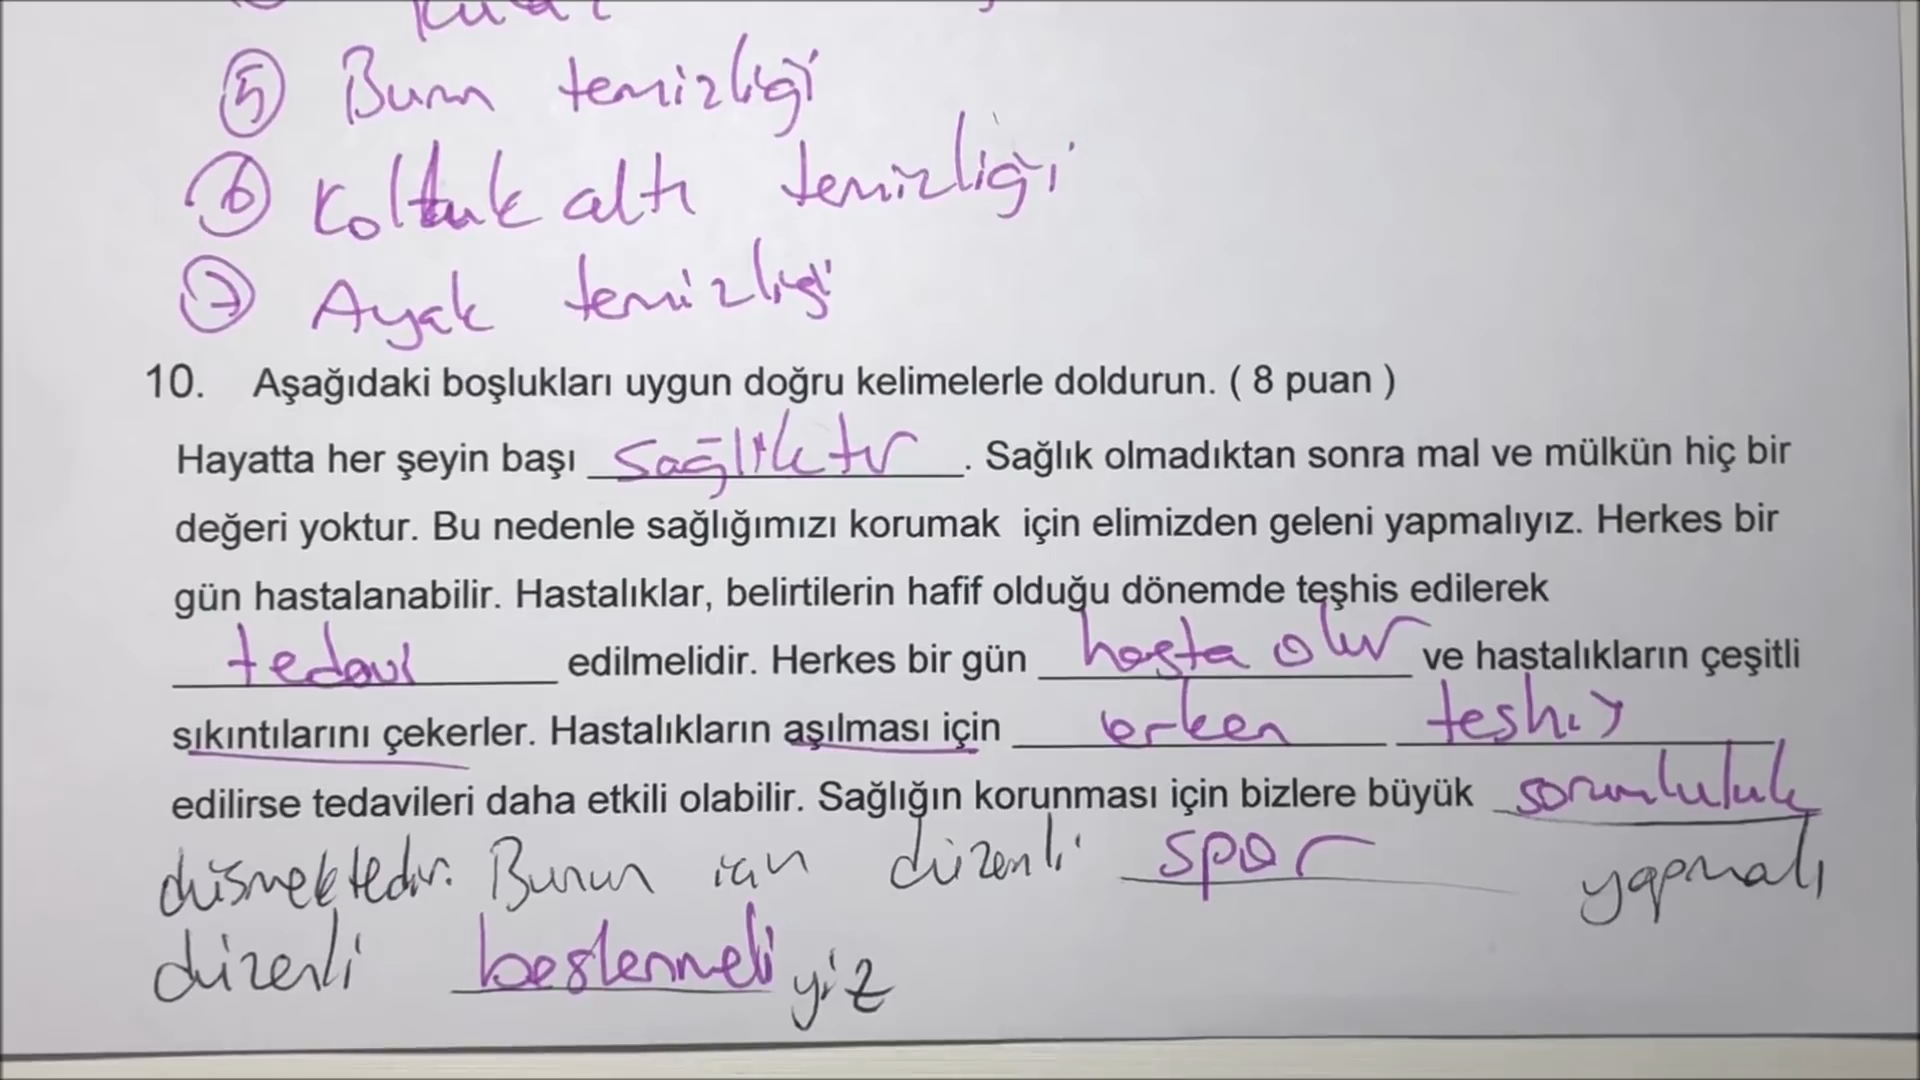 ⑤ Burun temizliği
⑥ Koltuk altı temizliği
⑦ Ayak temizliği
10. Aşağıdaki boşlukları uygun doğru kelimelerle doldurun. ( 8 puan )
Hayatta her şeyin başı sağlıktır. Sağlık olmadıktan sonra mal ve mülkün hiç bir
değeri yoktur. Bu nedenle sağlığımızı korumak için elimizden geleni yapmalıyız. Herkes bir
gün hastalanabilir. Hastalıklar, belirtilerin hafif olduğu dönemde teşhis edilerek
tedavi edilmelidir. Herkes bir gün hasta olur ve hastalıkların çeşitli
sıkıntılarını çekerler. Hastalıkların aşılması için erken teshis
edilirse tedavileri daha etkili olabilir. Sağlığın korunması için bizlere büyük sorumluluk
düşmektedir. Bunun için düzenli spor yapmalı
düzenli beslenmeli yiz